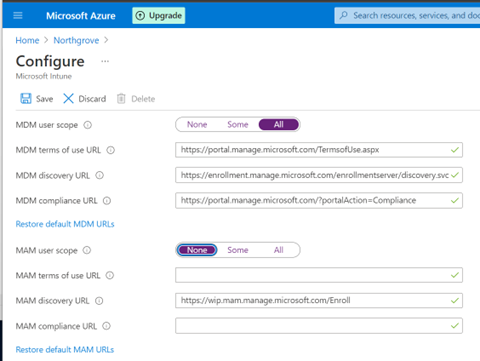 Microsoft Azure Upgrade Search resources, services, and doc
Home > Northgrove >
Configure ...
Microsoft Intune
Save Discard Delete
MDM user scope None Some All
MDM terms of use URL https://portal.manage.microsoft.com/TermsofUse.aspx
MDM discovery URL https://enrollment.manage.microsoft.com/enrollmentserver/discovery.svc
MDM compliance URL https://portal.manage.microsoft.com/?portalAction=Compliance
Restore default MDM URLs
MAM user scope None Some All
MAM terms of use URL
MAM discovery URL https://wip.mam.manage.microsoft.com/Enroll
MAM compliance URL
Restore default MAM URLs